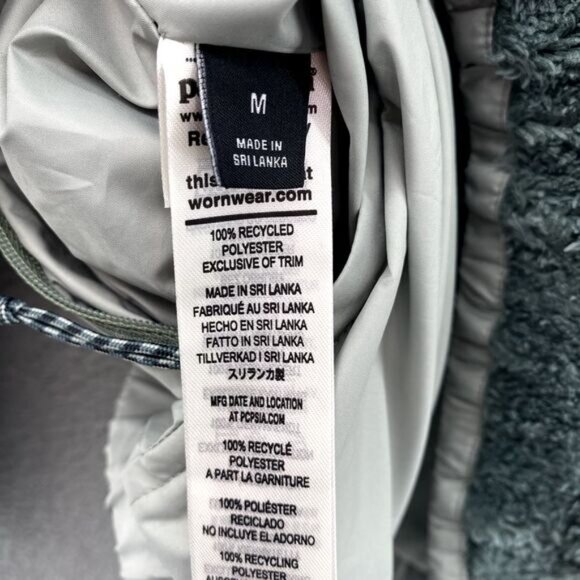 M
MADE IN
SRI LANKA
this
wornwear.com
100% RECYCLED
POLYESTER
EXCLUSIVE OF TRIM
MADE IN SRI LANKA
FABRIQUÉ AU SRI LANKA
HECHO EN SRI LANKA
FATTO IN SRI LANKA
TILLVERKAD I SRI LANKA
スリランカ製
MFG DATE AND LOCATION
AT PCPSIA.COM
100% RECYCLÉ
POLYESTER
À PART LA GARNITURE
100% POLIÉSTER
RECICLADO
NO INCLUYE EL ADORNO
100% RECYCLING
POLYESTER